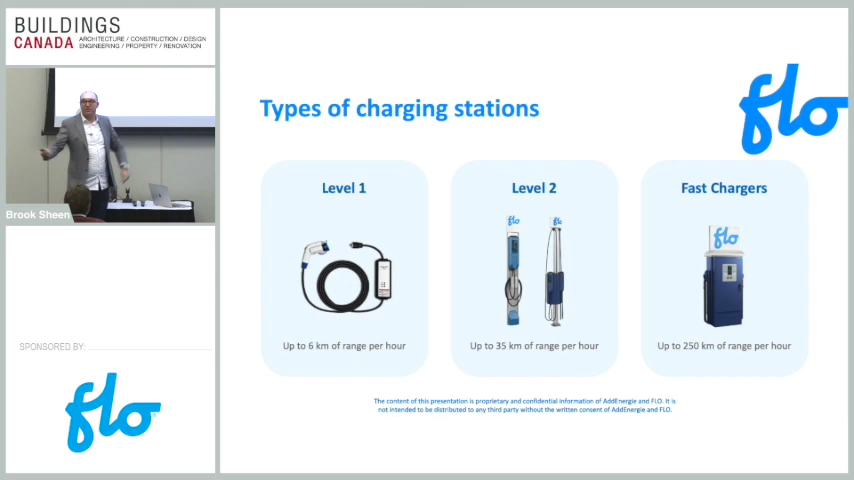 BUILDINGS
CANADA
ARCHITECTURE / CONSTRUCTION / DESIGN
ENGINEERING / PROPERTY / RENOVATION
Brook Sheen
SPONSORED BY:
flo
flo
Types of charging stations
Level 1
Up to 6 km of range per hour
Level 2
flo
flo
Up to 35 km of range per hour
Fast Chargers
flo
Up to 250 km of range per hour
The content of this presentation is proprietary and confidential information of AddEnergie and FLO. It is
not intended to be distributed to any third party without the written consent of AddEnergie and FLO.